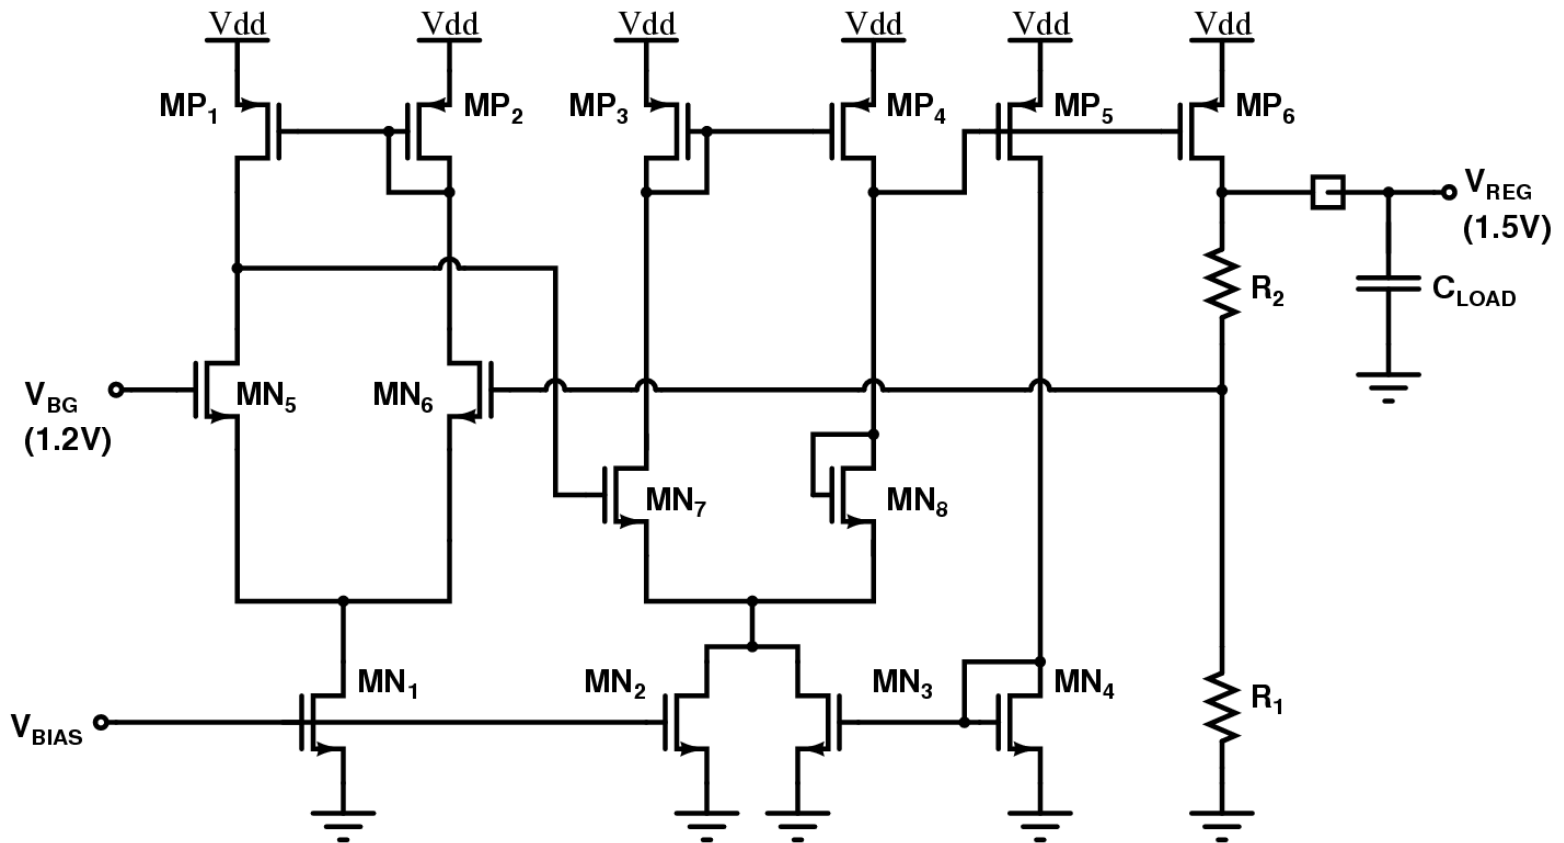 Vdd Vdd Vdd Vdd Vdd Vdd
MP1 MP2 MP3 MP4 MP5 MP6
VREG
(1.5V)
R2 CLOAD
VBG
(1.2V)
MN5 MN6
MN7 MN8
MN1 MN2 MN3 MN4 R1
VBIAS